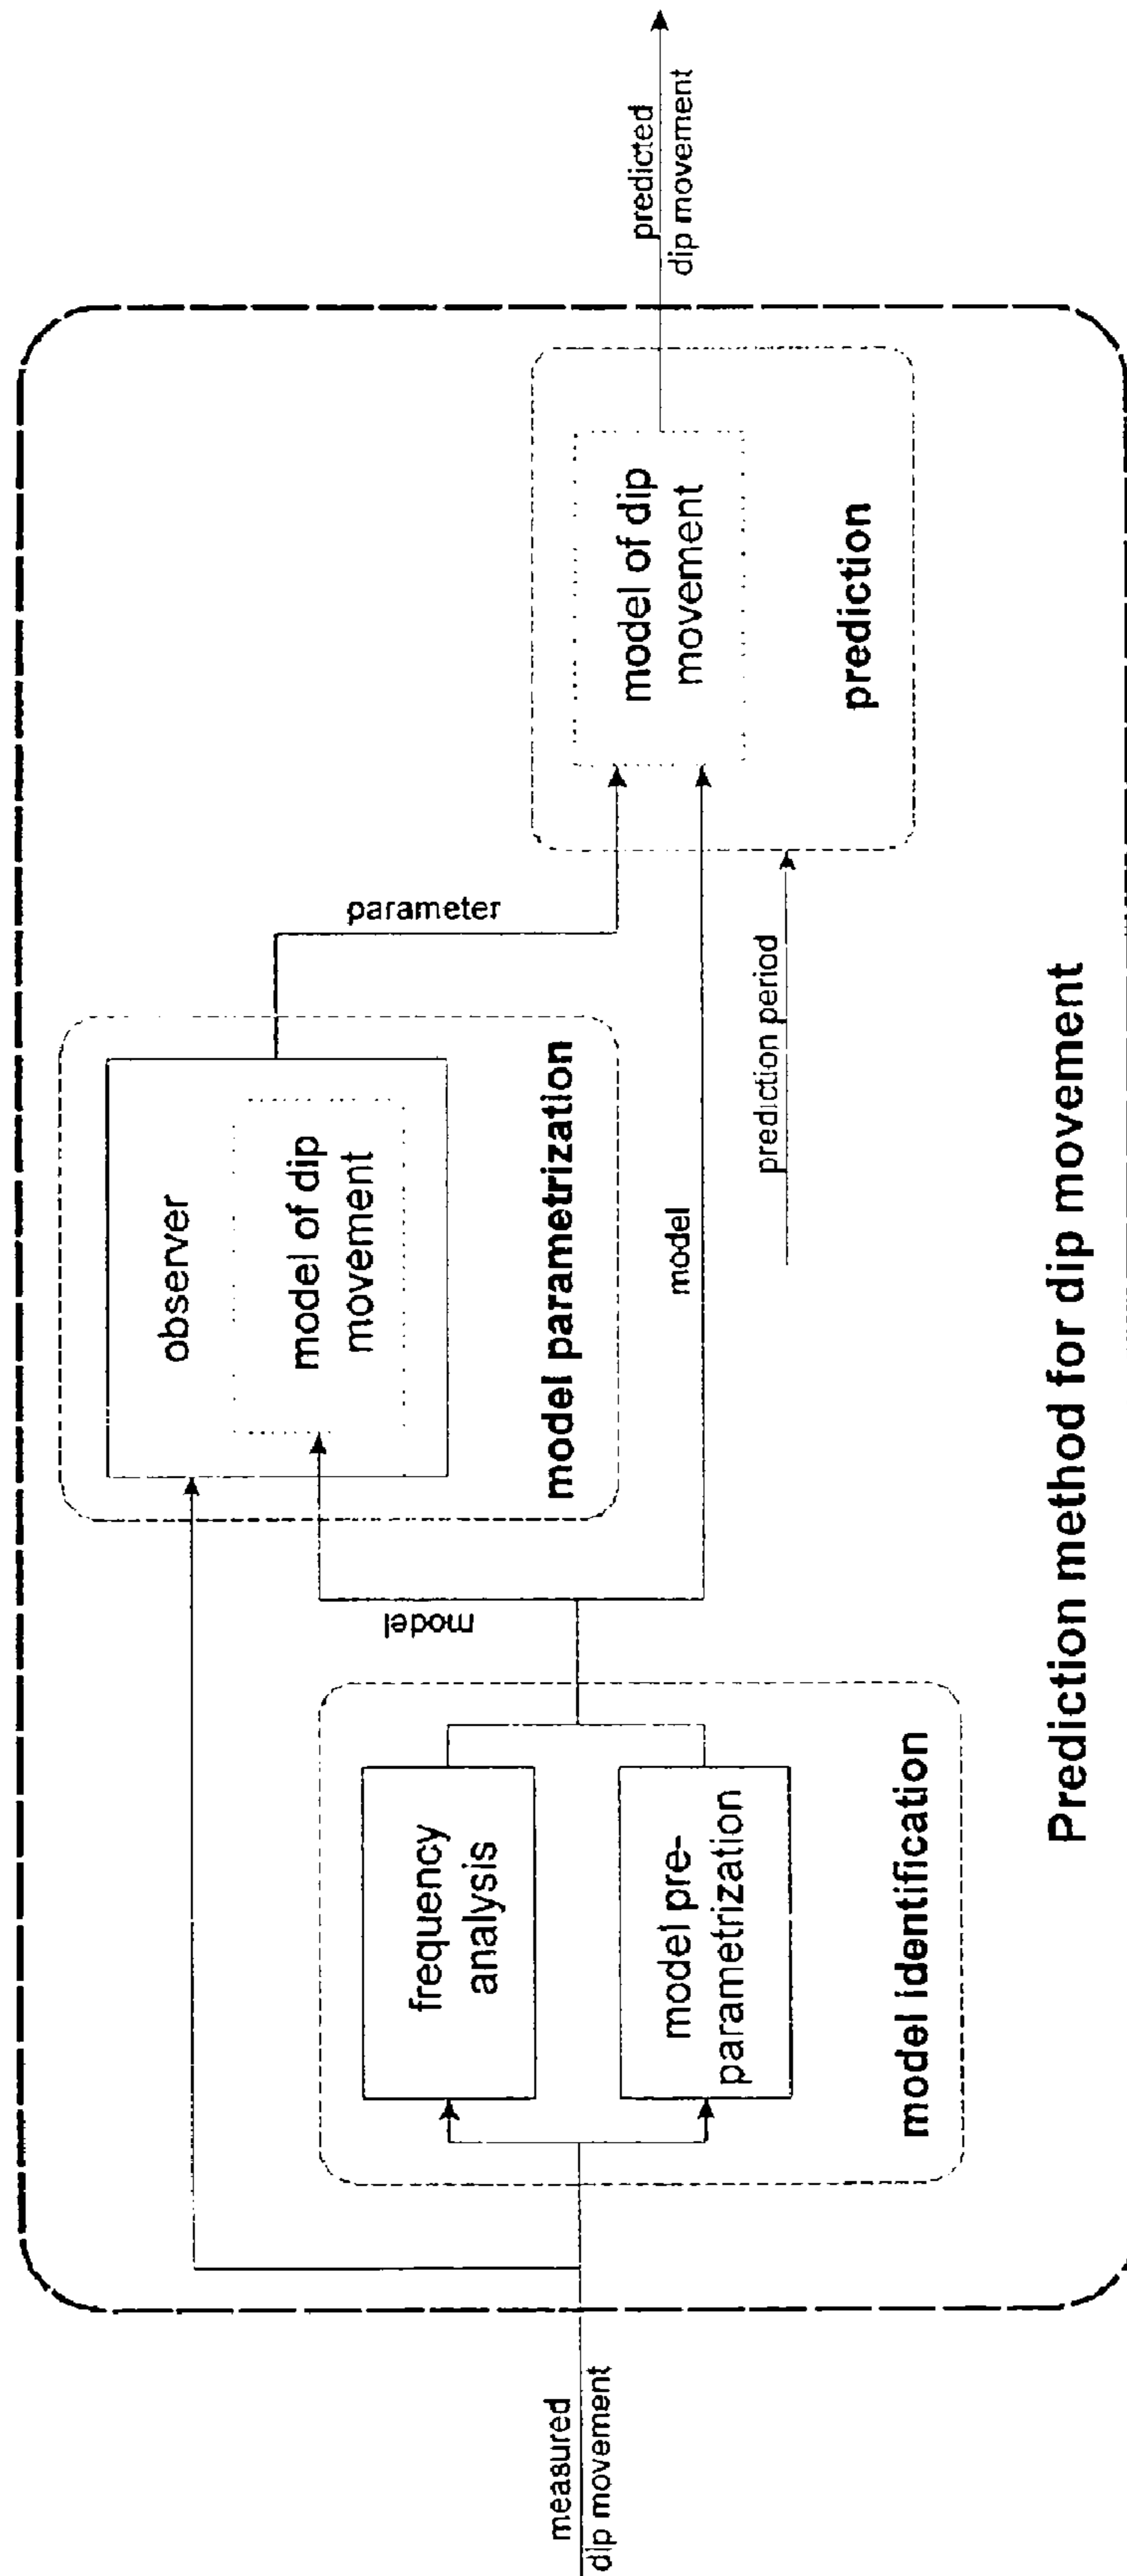 measured
dip movement
frequency
analysis
model pre-
parametrization
model identification
model
observer
model of dip
movement
model parametrization
parameter
model
prediction period
model of dip
movement
prediction
predicted
dip movement
Prediction method for dip movement